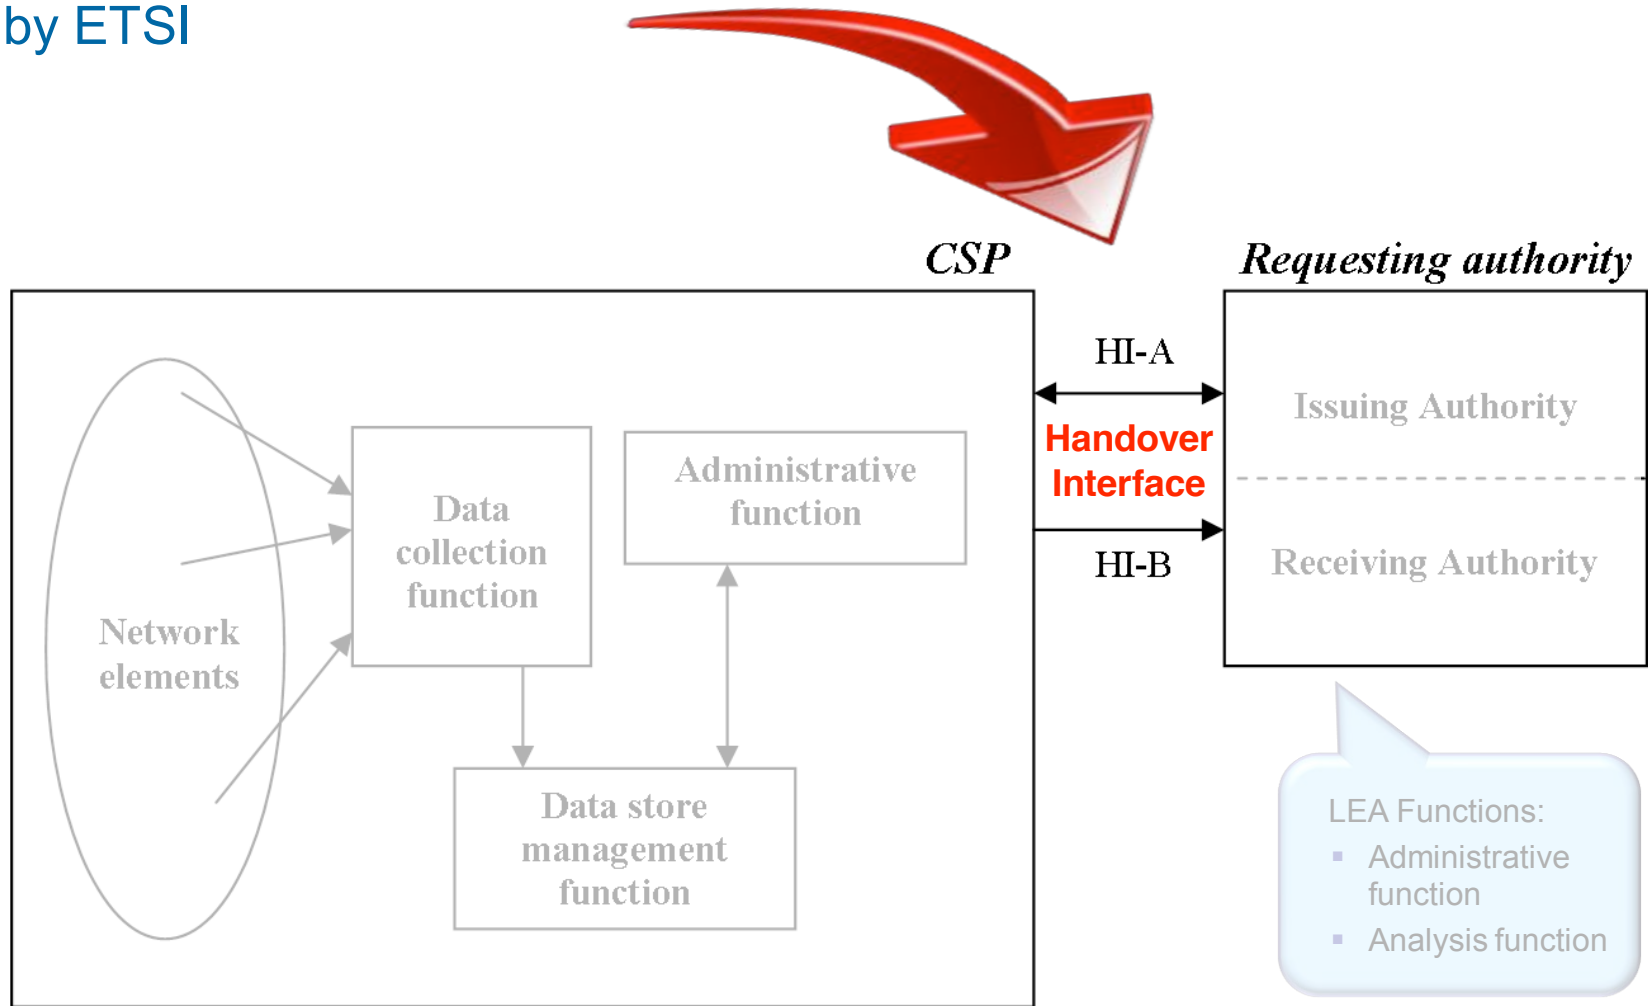 by ETSI
CSP
Requesting authority
HI-A
Handover
Interface
HI-B
Issuing Authority
Receiving Authority
Network
elements
Data
collection
function
Administrative
function
Data store
management
function
LEA Functions:
▪ Administrative
function
▪ Analysis function